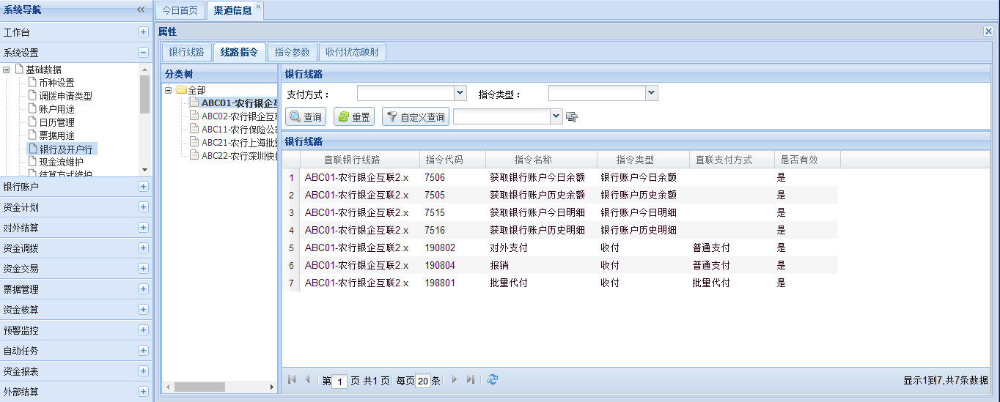 系统导航
工作台
系统设置
基础数据
币种设置
调拨申请类型
账户用途
日历管理
票据用途
银行及开户行
现金流维护
结算方式维护
银行账户
资金计划
对外结算
资金调拨
资金交易
票据管理
资金核算
预警监控
自动任务
资金报表
外部结算
今日首页 渠道信息
属性
银行线路 线路指令 指令参数 收付状态映射
分类树
全部
ABC01-农行银企互
ABC02-农行银企互联
ABC11-农行保险公司
ABC21-农行上海批量
ABC22-农行深圳快捷
银行线路
支付方式： 指令类型：
查询 重置 自定义查询
银行线路
直联银行线路 指令代码 指令名称 指令类型 直联支付方式 是否有效
1 ABC01-农行银企互联2.x 7506 获取银行账户今日余额 银行账户今日余额 是
2 ABC01-农行银企互联2.x 7505 获取银行账户历史余额 银行账户历史余额 是
3 ABC01-农行银企互联2.x 7515 获取银行账户今日明细 银行账户今日明细 是
4 ABC01-农行银企互联2.x 7516 获取银行账户历史明细 银行账户历史明细 是
5 ABC01-农行银企互联2.x 190802 对外支付 收付 普通支付 是
6 ABC01-农行银企互联2.x 190804 报销 收付 普通支付 是
7 ABC01-农行银企互联2.x 198801 批量代付 收付 批量代付 是
第 1 页 共1 页 每页 20 条 显示1到7,共7条数据